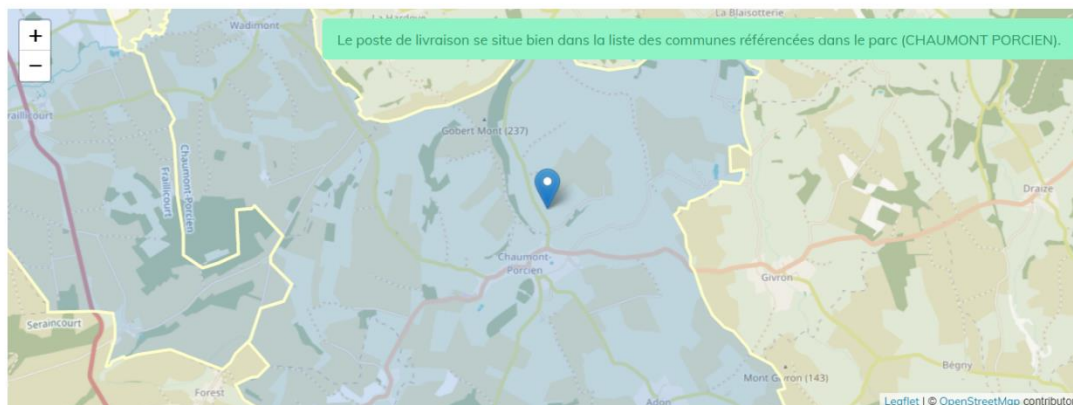 La Hardoye
La Blaisotterie
Wadimont
+
−
Le poste de livraison se situe bien dans la liste des communes référencées dans le parc (CHAUMONT PORCIEN).
Fraillicourt
Gobert Mont (237)
Chaumont-Porcien
Fraillicourt
Draize
Chaumont-
Porcien
Givron
Seraincourt
Bégny
Mont Givron (143)
Forest
Adon
Leaflet | © OpenStreetMap contributor